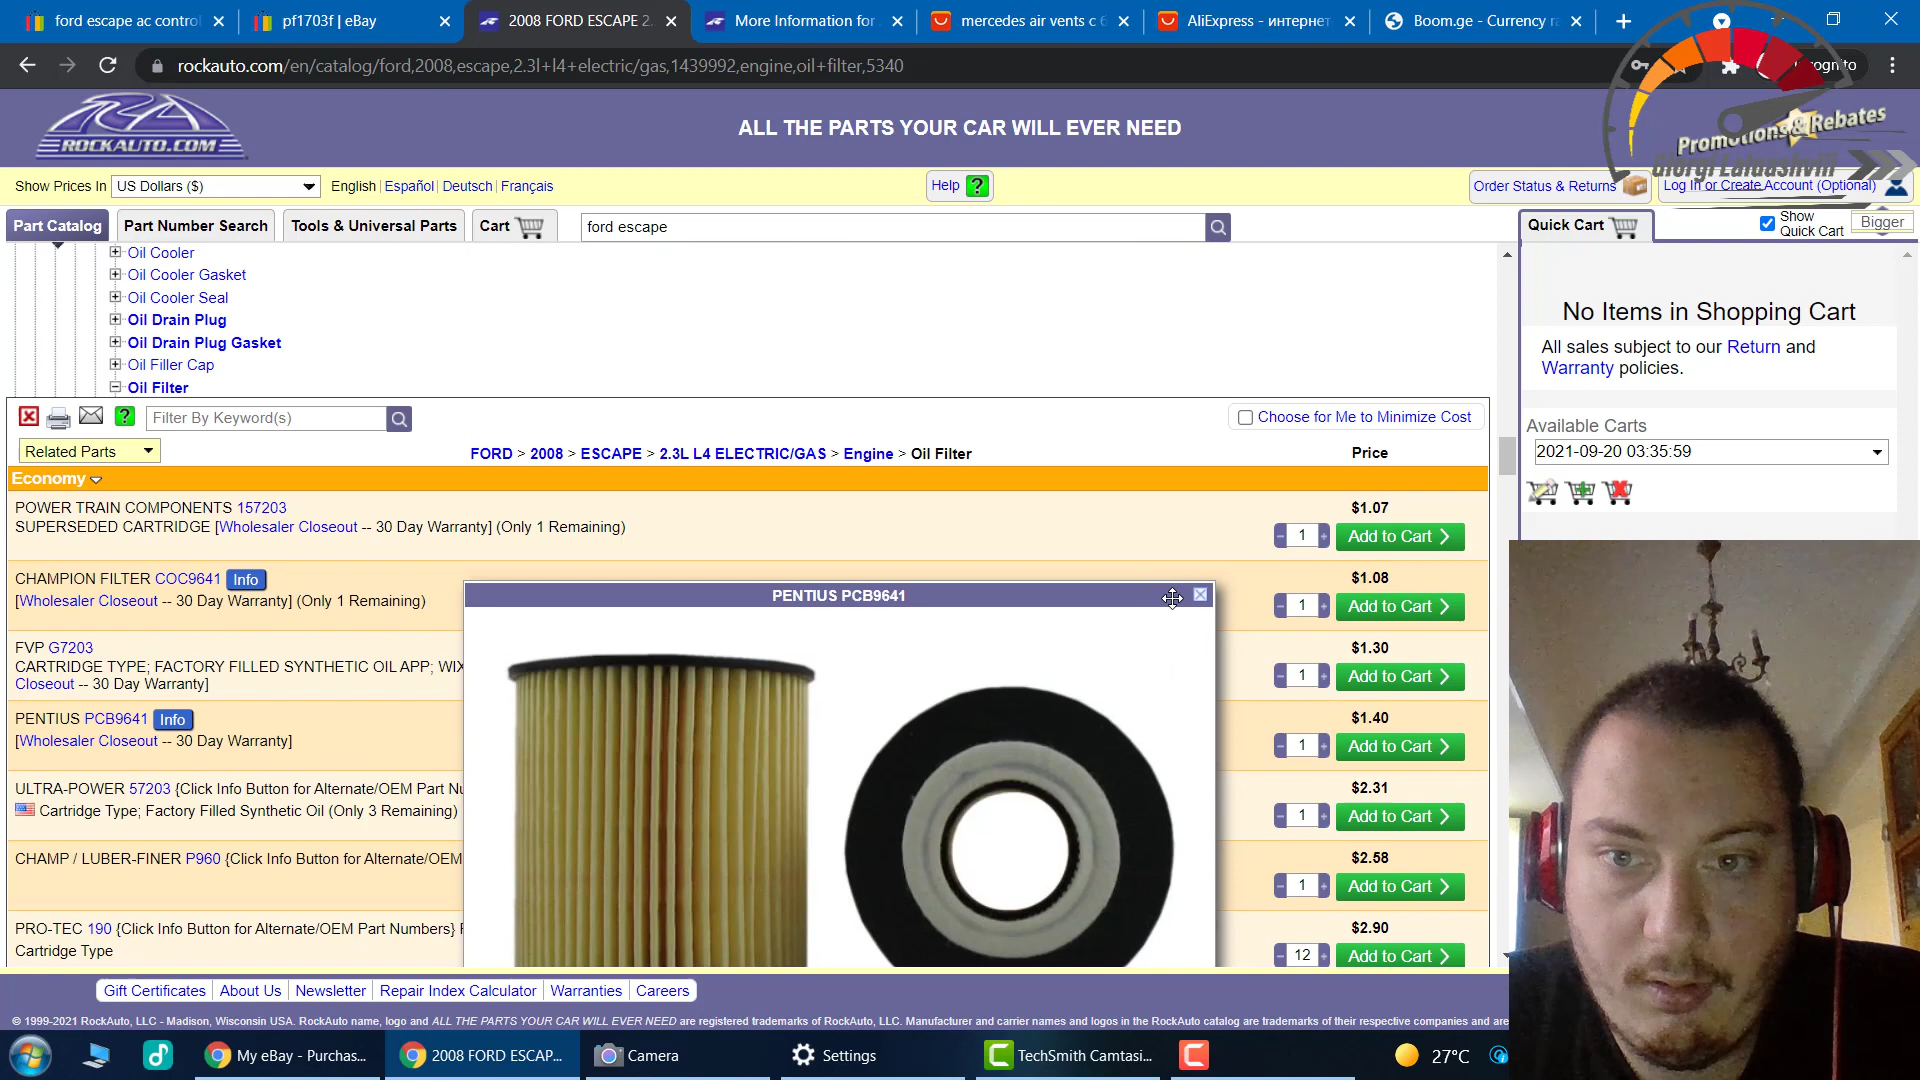 ford escape ac control
pf1703f | eBay
2008 FORD ESCAPE 2.
More Information for
mercedes air vents c 6
AliExpress - интернет-
Boom.ge - Currency ra
rockauto.com/en/catalog/ford,2008,escape,2.3l+l4+electric/gas,1439992,engine,oil+filter,5340
ognito
ROCKAUTO.COM
ALL THE PARTS YOUR CAR WILL EVER NEED
Promotions & Rebates
Giorgi Latuashvili
Show Prices In US Dollars ($) English | Español | Deutsch | Français
Help ?
Order Status & Returns
Log In or Create Account (Optional)
Part Catalog
Part Number Search
Tools & Universal Parts
Cart
ford escape
Quick Cart
Show Quick Cart
Bigger
Oil Cooler
Oil Cooler Gasket
Oil Cooler Seal
Oil Drain Plug
Oil Drain Plug Gasket
Oil Filler Cap
Oil Filter
No Items in Shopping Cart
All sales subject to our Return and
Warranty policies.
Available Carts
2021-09-20 03:35:59
Filter By Keyword(s)
Choose for Me to Minimize Cost
Related Parts
FORD > 2008 > ESCAPE > 2.3L L4 ELECTRIC/GAS > Engine > Oil Filter
Price
Economy
POWER TRAIN COMPONENTS 157203
SUPERSEDED CARTRIDGE [Wholesaler Closeout -- 30 Day Warranty] (Only 1 Remaining)
$1.07
1 Add to Cart
CHAMPION FILTER COC9641 Info
[Wholesaler Closeout -- 30 Day Warranty] (Only 1 Remaining)
$1.08
1 Add to Cart
PENTIUS PCB9641
FVP G7203
CARTRIDGE TYPE; FACTORY FILLED SYNTHETIC OIL APP; WIX
Closeout -- 30 Day Warranty]
$1.30
1 Add to Cart
PENTIUS PCB9641 Info
[Wholesaler Closeout -- 30 Day Warranty]
$1.40
1 Add to Cart
ULTRA-POWER 57203 {Click Info Button for Alternate/OEM Part Nu
Cartridge Type; Factory Filled Synthetic Oil (Only 3 Remaining)
$2.31
1 Add to Cart
CHAMP / LUBER-FINER P960 {Click Info Button for Alternate/OEM
$2.58
1 Add to Cart
PRO-TEC 190 {Click Info Button for Alternate/OEM Part Numbers} F
Cartridge Type
$2.90
12 Add to Cart
Gift Certificates | About Us | Newsletter | Repair Index Calculator | Warranties | Careers
© 1999-2021 RockAuto, LLC - Madison, Wisconsin USA. RockAuto name, logo and ALL THE PARTS YOUR CAR WILL EVER NEED are registered trademarks of RockAuto, LLC. Manufacturer and carrier names and logos in the RockAuto catalog are trademarks of their respective companies and are
My eBay - Purchas...
2008 FORD ESCAP...
Camera
Settings
TechSmith Camtasi...
27°C